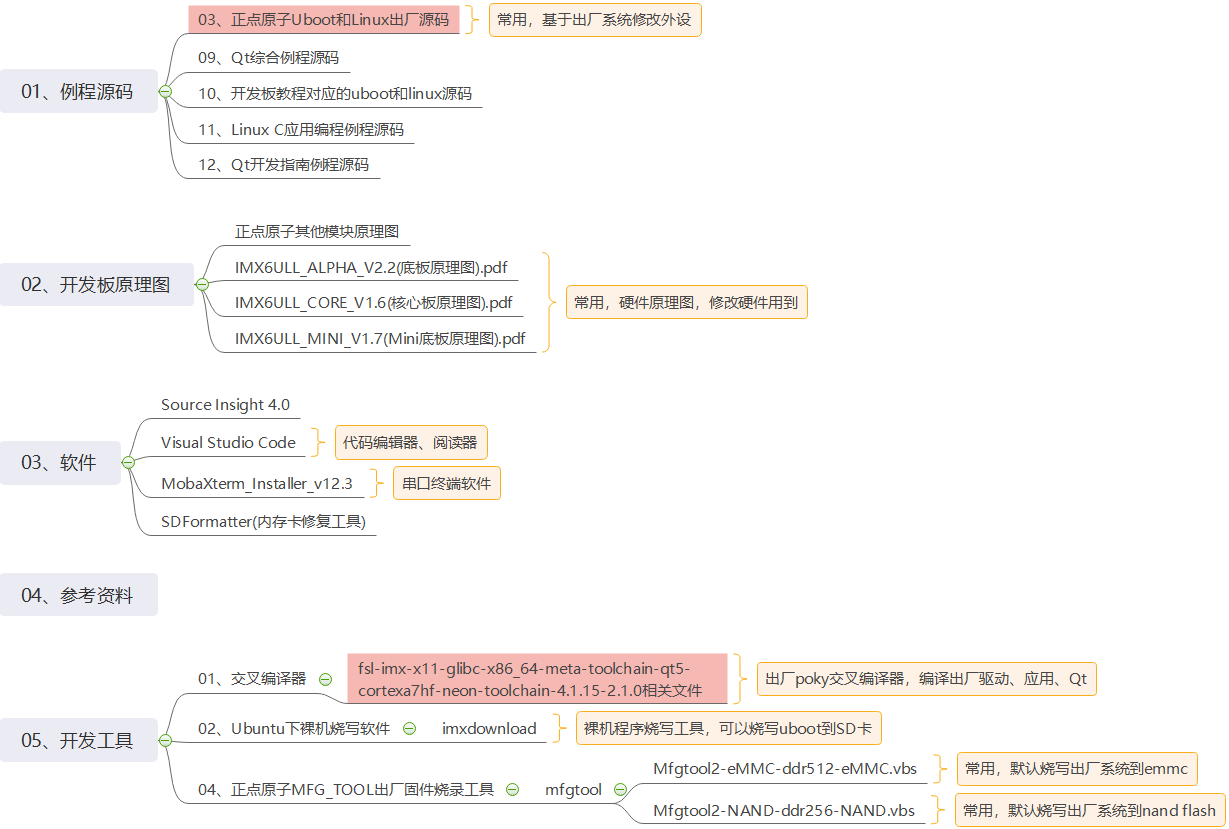 03、正点原子Uboot和Linux出厂源码
常用，基于出厂系统修改外设
09、Qt综合例程源码
01、例程源码
10、开发板教程对应的uboot和linux源码
11、Linux C应用编程例程源码
12、Qt开发指南例程源码
正点原子其他模块原理图
IMX6ULL_ALPHA_V2.2(底板原理图).pdf
02、开发板原理图
IMX6ULL_CORE_V1.6(核心板原理图).pdf
常用，硬件原理图，修改硬件用到
IMX6ULL_MINI_V1.7(Mini底板原理图).pdf
Source Insight 4.0
Visual Studio Code
代码编辑器、阅读器
03、软件
MobaXterm_Installer_v12.3
串口终端软件
SDFormatter(内存卡修复工具)
04、参考资料
01、交叉编译器
fsl-imx-x11-glibc-x86_64-meta-toolchain-qt5-
cortexa7hf-neon-toolchain-4.1.15-2.1.0相关文件
出厂poky交叉编译器，编译出厂驱动、应用、Qt
02、Ubuntu下裸机烧写软件
imxdownload
裸机程序烧写工具，可以烧写uboot到SD卡
05、开发工具
04、正点原子MFG_TOOL出厂固件烧录工具
mfgtool
Mfgtool2-eMMC-ddr512-eMMC.vbs
常用，默认烧写出厂系统到emmc
Mfgtool2-NAND-ddr256-NAND.vbs
常用，默认烧写出厂系统到nand flash